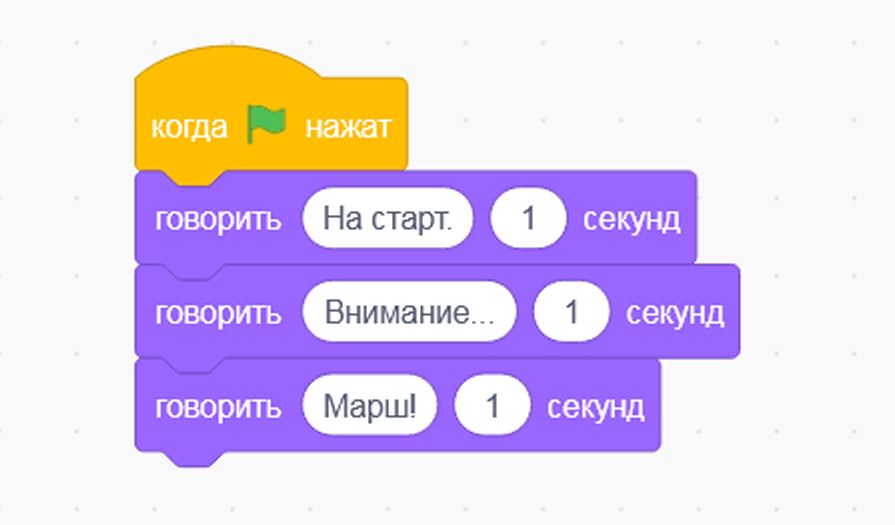 когда нажат
говорить На старт. 1 секунд
говорить Внимание... 1 секунд
говорить Марш! 1 секунд